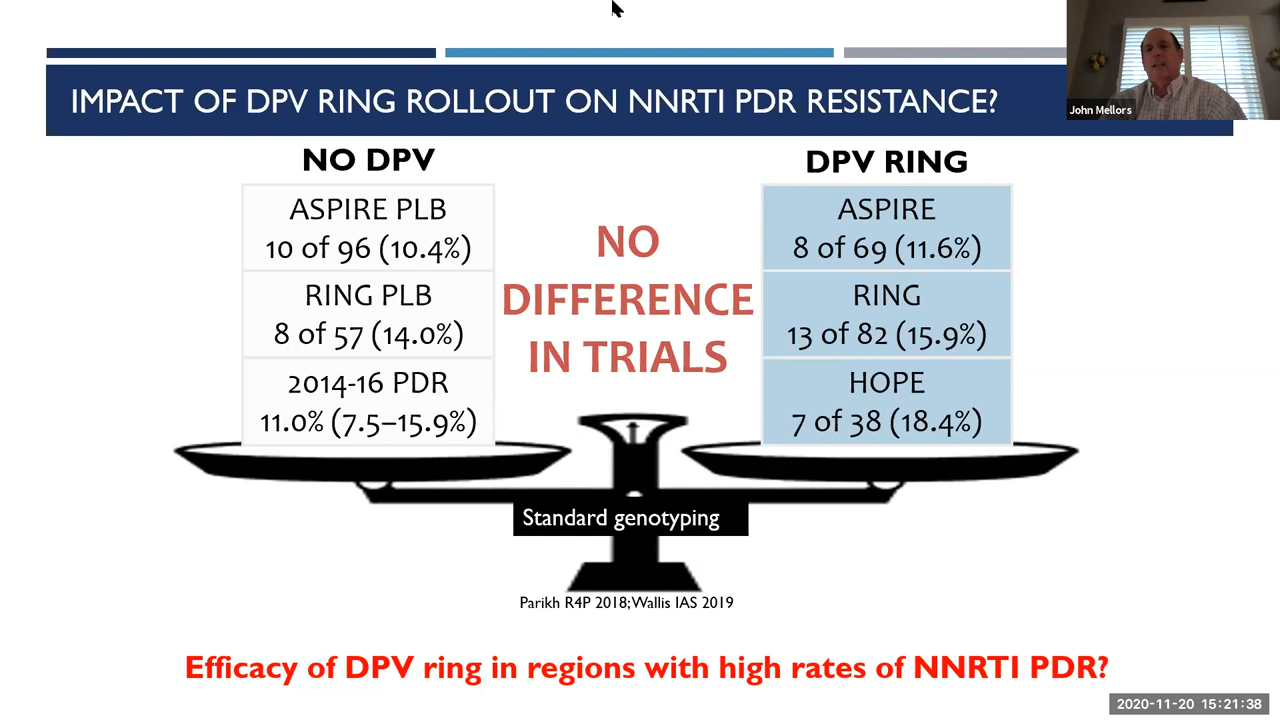 IMPACT OF DPV RING ROLLOUT ON NNRTI PDR RESISTANCE?
John Mellors
NO DPV
ASPIRE PLB
10 of 96 (10.4%)
RING PLB
8 of 57 (14.0%)
2014-16 PDR
11.0% (7.5–15.9%)
NO
DIFFERENCE
IN TRIALS
DPV RING
ASPIRE
8 of 69 (11.6%)
RING
13 of 82 (15.9%)
HOPE
7 of 38 (18.4%)
Standard genotyping
Parikh R4P 2018; Wallis IAS 2019
Efficacy of DPV ring in regions with high rates of NNRTI PDR?
2020-11-20 15:21:38